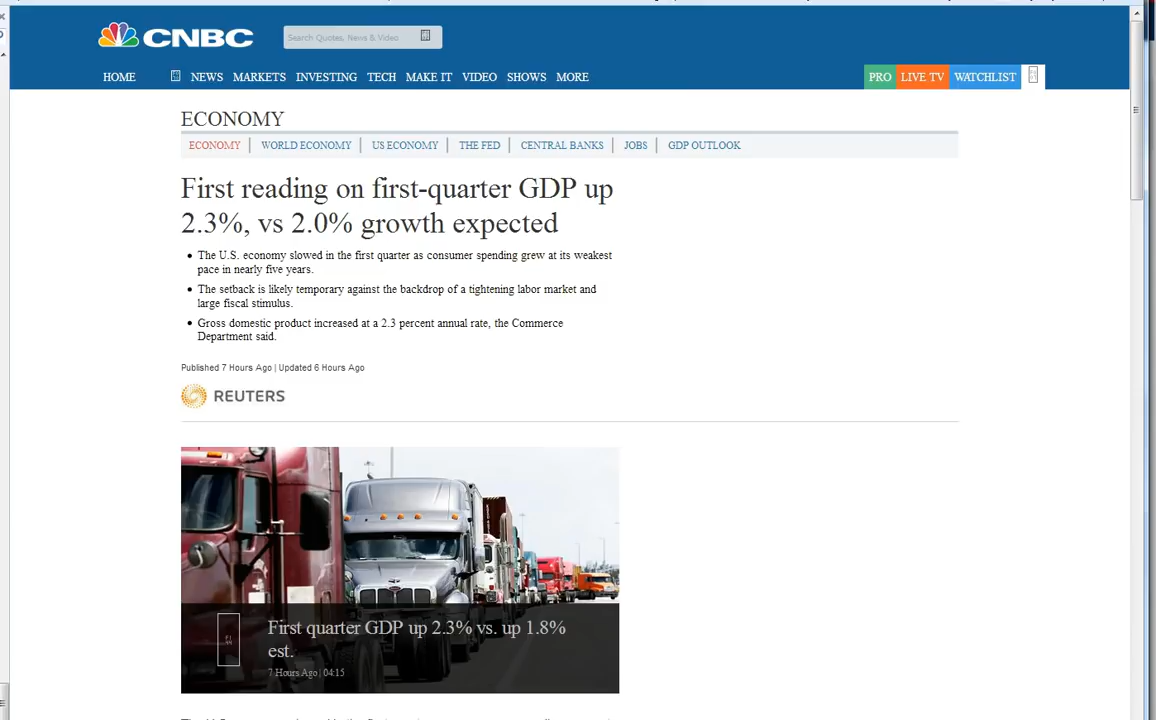 CNBC
Search Quotes, News & Video
HOME NEWS MARKETS INVESTING TECH MAKE IT VIDEO SHOWS MORE PRO LIVE TV WATCHLIST
ECONOMY
ECONOMY | WORLD ECONOMY | US ECONOMY | THE FED | CENTRAL BANKS | JOBS | GDP OUTLOOK
First reading on first-quarter GDP up
2.3%, vs 2.0% growth expected
• The U.S. economy slowed in the first quarter as consumer spending grew at its weakest
pace in nearly five years.
• The setback is likely temporary against the backdrop of a tightening labor market and
large fiscal stimulus.
• Gross domestic product increased at a 2.3 percent annual rate, the Commerce
Department said.
Published 7 Hours Ago | Updated 6 Hours Ago
REUTERS
First quarter GDP up 2.3% vs. up 1.8%
est.
7 Hours Ago | 04:15